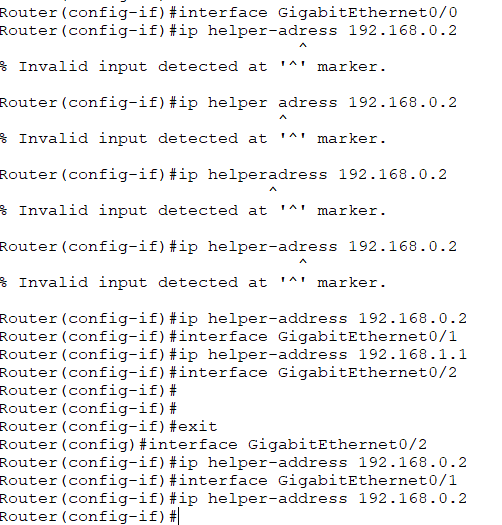 Router(config-if)#interface GigabitEthernet0/0
Router(config-if)#ip helper-adress 192.168.0.2
^
% Invalid input detected at '^' marker.
Router(config-if)#ip helper adress 192.168.0.2
^
% Invalid input detected at '^' marker.
Router(config-if)#ip helperadress 192.168.0.2
^
% Invalid input detected at '^' marker.
Router(config-if)#ip helper-adress 192.168.0.2
^
% Invalid input detected at '^' marker.
Router(config-if)#ip helper-address 192.168.0.2
Router(config-if)#interface GigabitEthernet0/1
Router(config-if)#ip helper-address 192.168.1.1
Router(config-if)#interface GigabitEthernet0/2
Router(config-if)#
Router(config-if)#
Router(config-if)#exit
Router(config)#interface GigabitEthernet0/2
Router(config-if)#ip helper-address 192.168.0.2
Router(config-if)#interface GigabitEthernet0/1
Router(config-if)#ip helper-address 192.168.0.2
Router(config-if)#